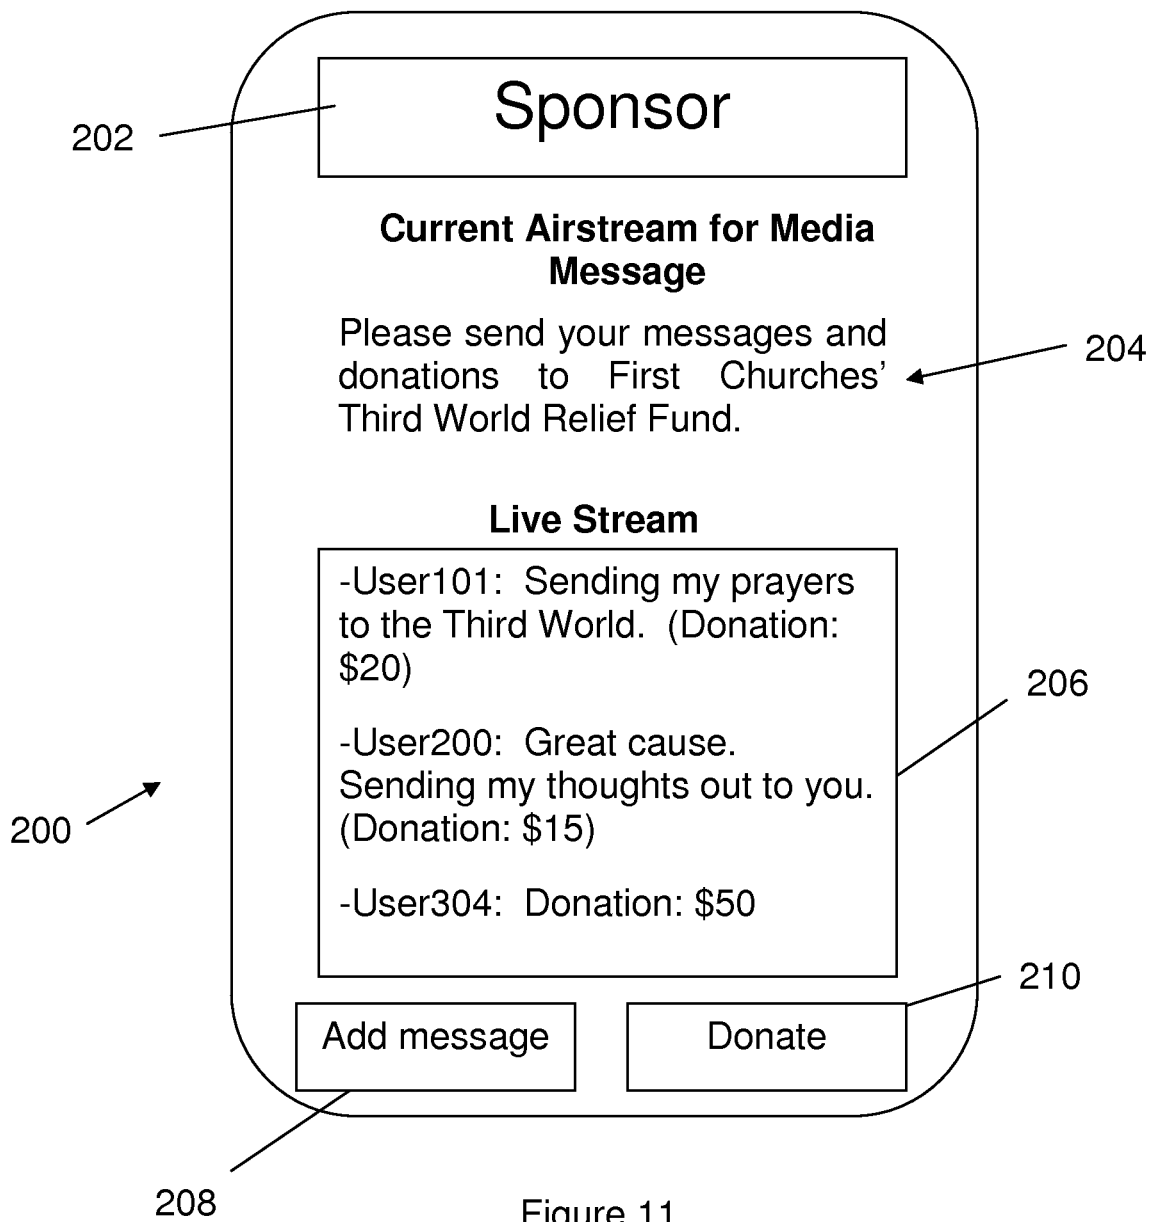 Sponsor
202
Current Airstream for Media
Message
Please send your messages and
donations to First Churches’
Third World Relief Fund.
204
Live Stream
-User101:  Sending my prayers
to the Third World.  (Donation:
$20)
206
-User200:  Great cause.
Sending my thoughts out to you.
(Donation: $15)
200
-User304:  Donation: $50
210
Add message
Donate
208
Figure 11